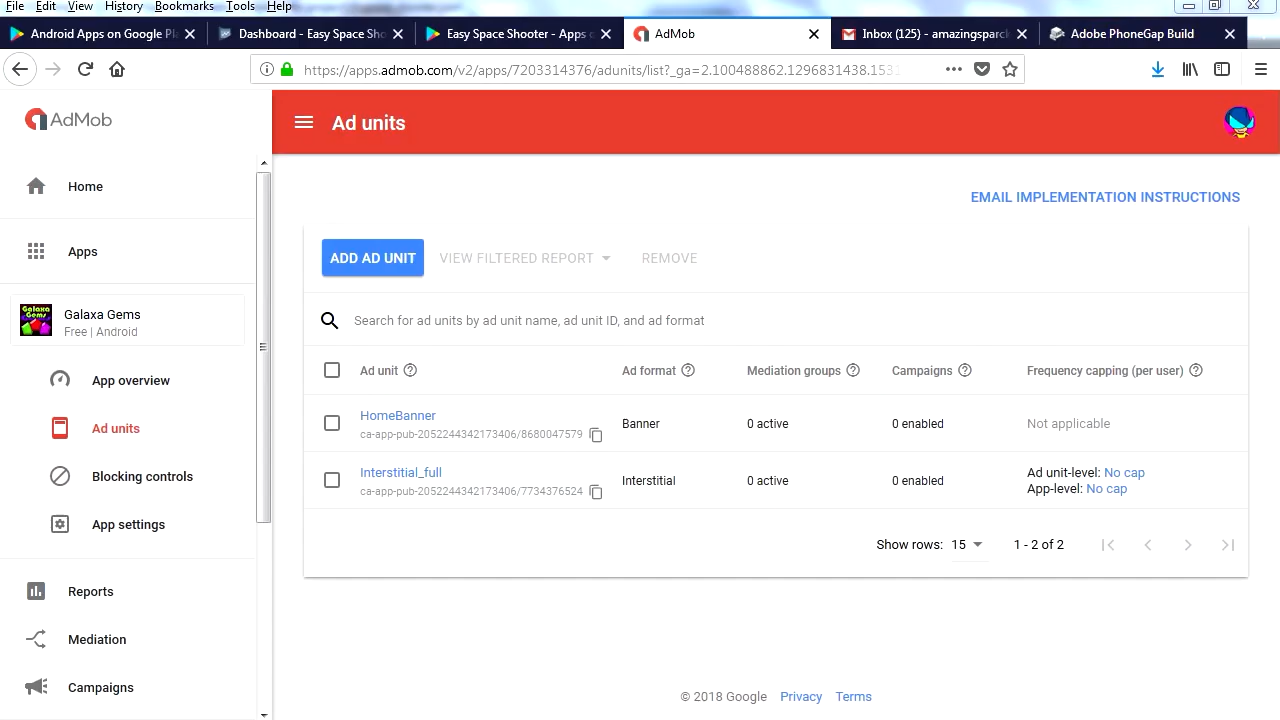 File Edit View History Bookmarks Tools Help
Android Apps on Google Pla
Dashboard - Easy Space Sho
Easy Space Shooter - Apps o
AdMob
Inbox (125) - amazingsparcl
Adobe PhoneGap Build
https://apps.admob.com/v2/apps/7203314376/adunits/list?_ga=2.100488862.1296831438.1531
AdMob
Ad units
Home
Apps
Galaxa Gems
Free | Android
App overview
Ad units
Blocking controls
App settings
Reports
Mediation
Campaigns
EMAIL IMPLEMENTATION INSTRUCTIONS
ADD AD UNIT VIEW FILTERED REPORT REMOVE
Search for ad units by ad unit name, ad unit ID, and ad format
Ad unit Ad format Mediation groups Campaigns Frequency capping (per user)
HomeBanner
ca-app-pub-2052244342173406/8680047579
Banner 0 active 0 enabled Not applicable
Interstitial_full
ca-app-pub-2052244342173406/7734376524
Interstitial 0 active 0 enabled
Ad unit-level: No cap
App-level: No cap
Show rows: 15 1 - 2 of 2
© 2018 Google Privacy Terms